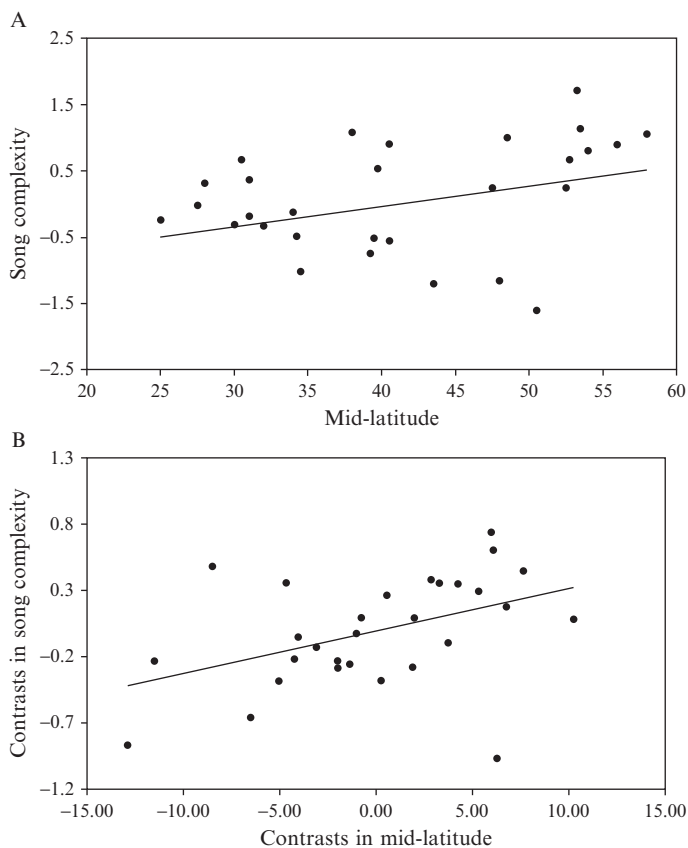 A
2.5
1.5
0.5
−0.5
−1.5
−2.5
Song complexity
20 25 30 35 40 45 50 55 60
Mid-latitude
B
1.3
0.8
0.3
−0.2
−0.7
−1.2
Contrasts in song complexity
−15.00 −10.00 −5.00 0.00 5.00 10.00 15.00
Contrasts in mid-latitude